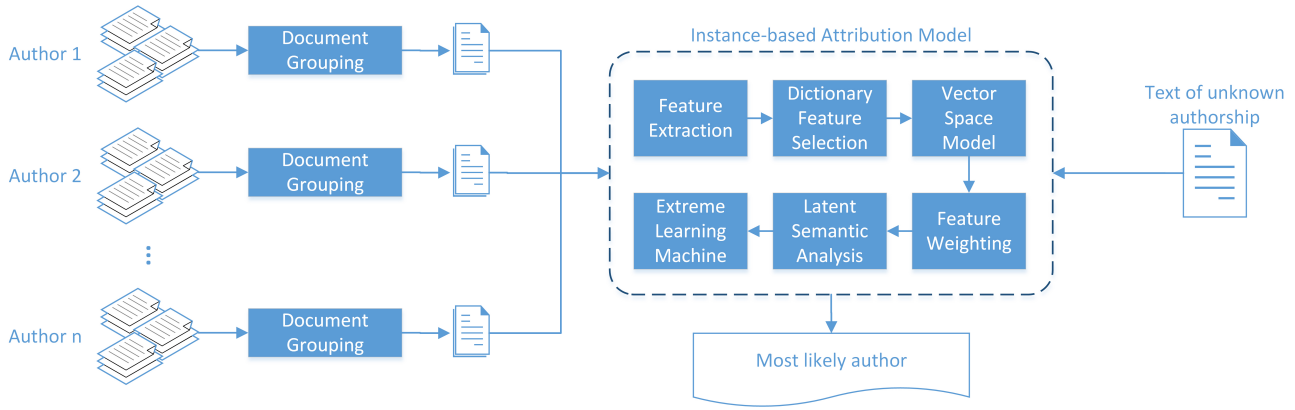 Author 1
Document
Grouping
Author 2
Document
Grouping
Author n
Document
Grouping
Instance-based Attribution Model
Feature
Extraction
Dictionary
Feature
Selection
Vector
Space
Model
Extreme
Learning
Machine
Latent
Semantic
Analysis
Feature
Weighting
Most likely author
Text of unknown
authorship